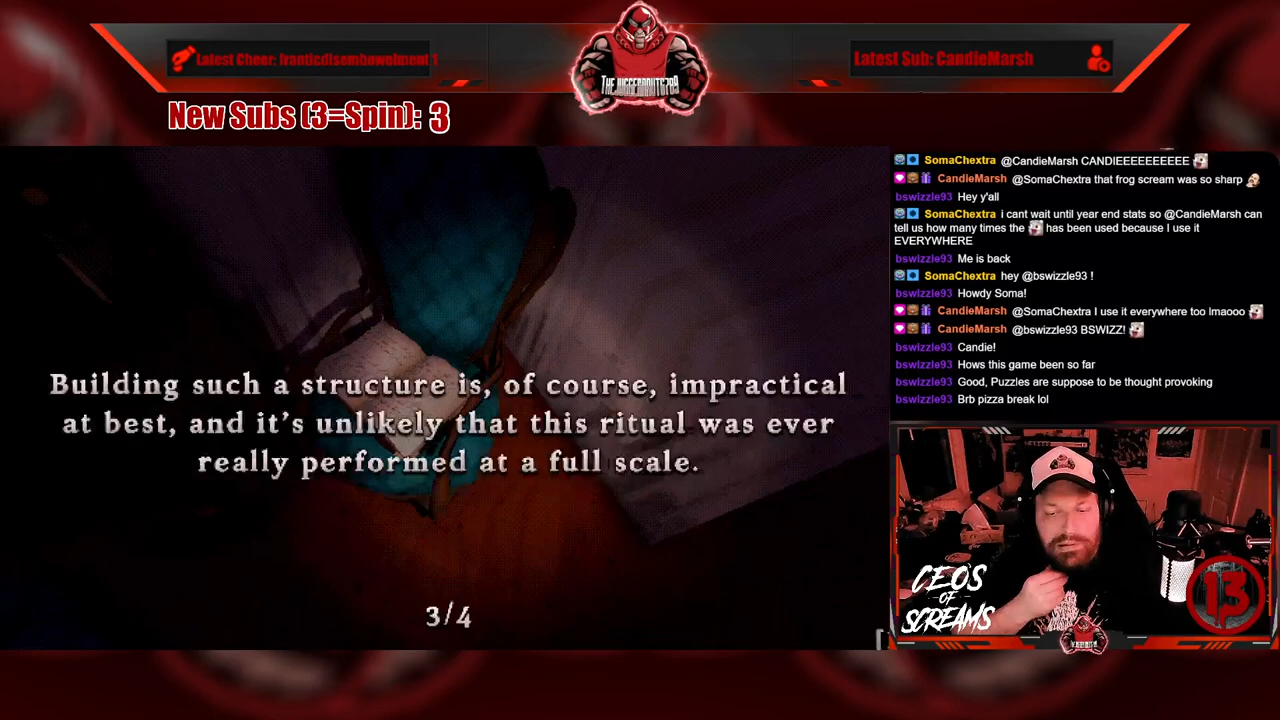 Latest Cheer: franticdisembowelment 1
THEJUGGERNAUT6789
Latest Sub: CandieMarsh
New Subs (3=Spin): 3
SomaChextra @CandieMarsh CANDIEEEEEEEEEE
CandieMarsh @SomaChextra that frog scream was so sharp
bswizzle93 Hey y'all
SomaChextra i cant wait until year end stats so @CandieMarsh can
tell us how many times the has been used because I use it
EVERYWHERE
bswizzle93 Me is back
SomaChextra hey @bswizzle93 !
bswizzle93 Howdy Soma!
CandieMarsh @SomaChextra I use it everywhere too lmaooo
CandieMarsh @bswizzle93 BSWIZZ!
bswizzle93 Candie!
bswizzle93 Hows this game been so far
bswizzle93 Good, Puzzles are suppose to be thought provoking
bswizzle93 Brb pizza break lol
Building such a structure is, of course, impractical
at best, and it's unlikely that this ritual was ever
really performed at a full scale.
3/4
CEOS
OF
SCREAMS
13